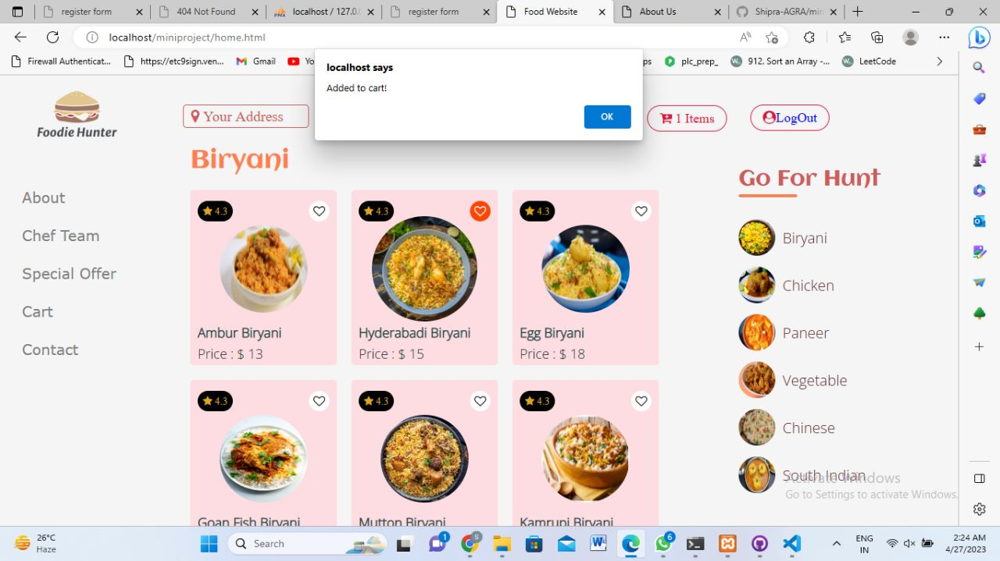 register form
404 Not Found
localhost / 127.0.0
register form
Food Website
About Us
Shipra-AGRA/min
localhost/miniproject/home.html
Firewall Authenticat...
https://etc9sign.ven...
Gmail
Yo
ps
plc_prep_
912. Sort an Array -...
LeetCode
localhost says
Added to cart!
OK
Foodie Hunter
Your Address
1 Items
LogOut
Biryani
Go For Hunt
About
Chef Team
Special Offer
Cart
Contact
4.3
4.3
4.3
Ambur Biryani
Price : $ 13
Hyderabadi Biryani
Price : $ 15
Egg Biryani
Price : $ 18
4.3
4.3
4.3
Goan Fish Biryani
Mutton Biryani
Kamrupi Biryani
Biryani
Chicken
Paneer
Vegetable
Chinese
South Indian
Activate Windows
Go to Settings to activate Windows.
26°C
Haze
Search
1
S
6
ENG
IN
2:24 AM
4/27/2023